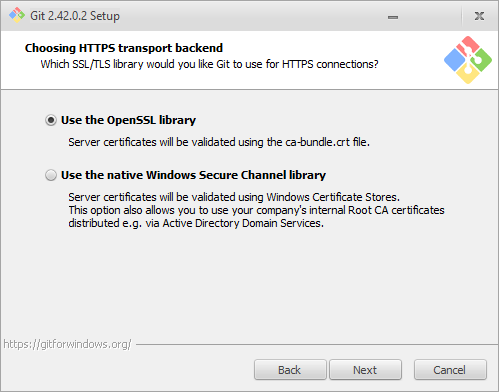 Git 2.42.0.2 Setup
Choosing HTTPS transport backend
Which SSL/TLS library would you like Git to use for HTTPS connections?
Use the OpenSSL library
Server certificates will be validated using the ca-bundle.crt file.
Use the native Windows Secure Channel library
Server certificates will be validated using Windows Certificate Stores.
This option also allows you to use your company's internal Root CA certificates
distributed e.g. via Active Directory Domain Services.
https://gitforwindows.org/
Back
Next
Cancel